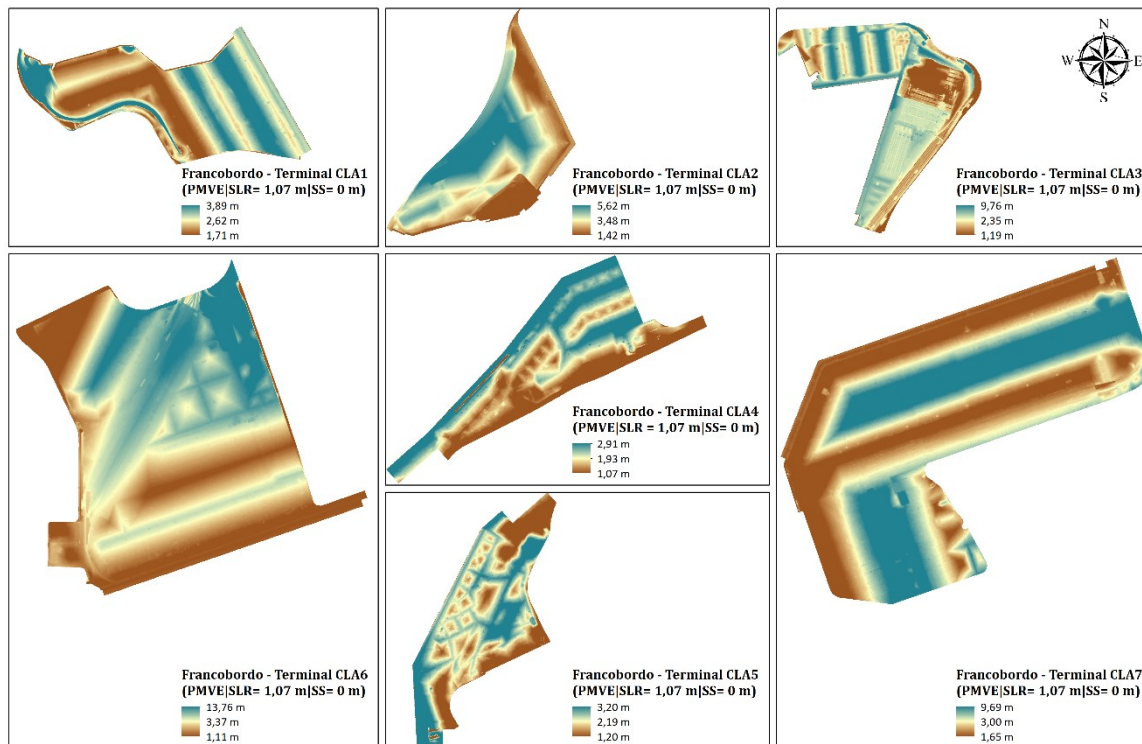 Francobordo - Terminal CLA1
(PMVE|SLR= 1,07 m|SS= 0 m)
3,89 m
2,62 m
1,71 m
Francobordo - Terminal CLA2
(PMVE|SLR= 1,07 m|SS= 0 m)
5,62 m
3,48 m
1,42 m
N
W
E
S
Francobordo - Terminal CLA3
(PMVE|SLR= 1,07 m|SS= 0 m)
9,76 m
2,35 m
1,19 m
Francobordo - Terminal CLA4
(PMVE|SLR = 1,07 m|SS= 0 m)
2,91 m
1,93 m
1,07 m
Francobordo - Terminal CLA6
(PMVE|SLR= 1,07 m|SS= 0 m)
13,76 m
3,37 m
1,11 m
Francobordo - Terminal CLA5
(PMVE|SLR= 1,07 m|SS= 0 m)
3,20 m
2,19 m
1,20 m
Francobordo - Terminal CLA7
(PMVE|SLR= 1,07 m|SS= 0 m)
9,69 m
3,00 m
1,65 m